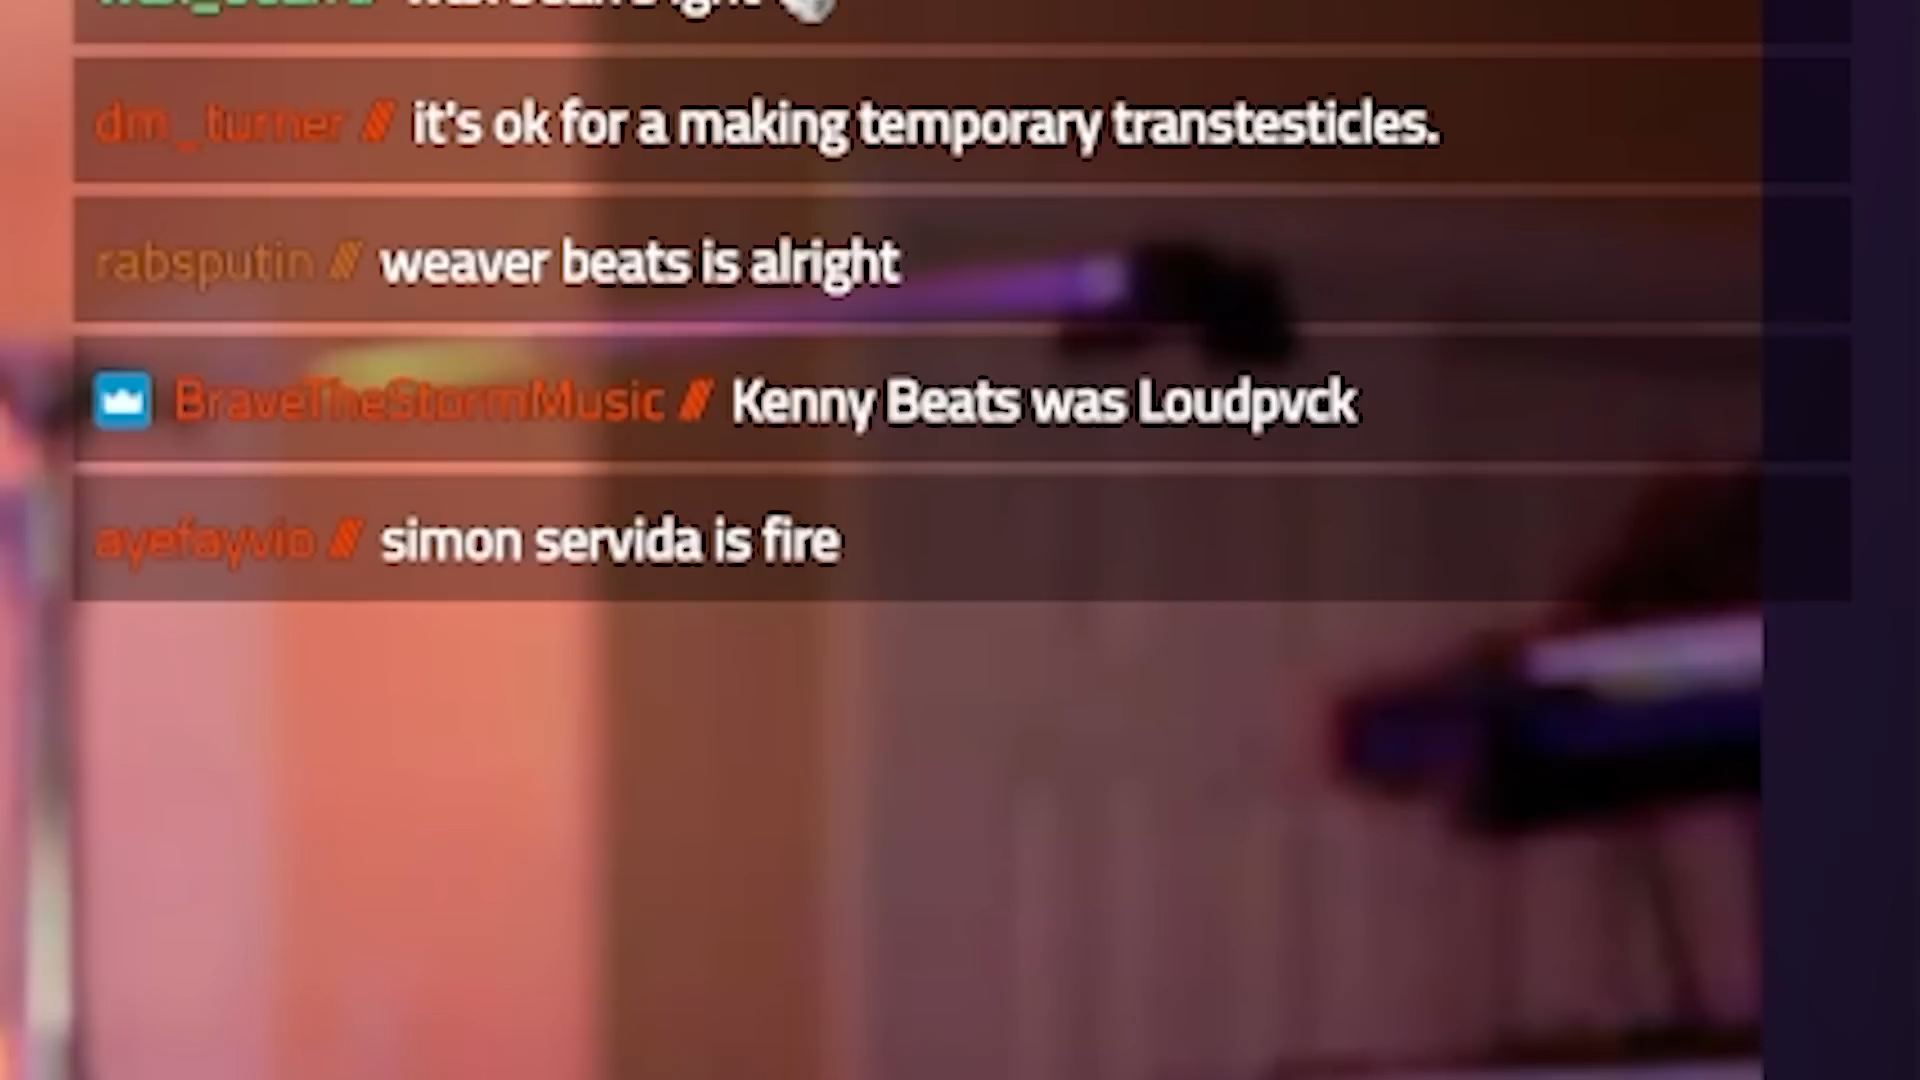 dm_turner // it's ok for a making temporary transtesticles.
rabsputin // weaver beats is alright
BraveTheStormMusic // Kenny Beats was Loudpvck
ayefayvio // simon servida is fire